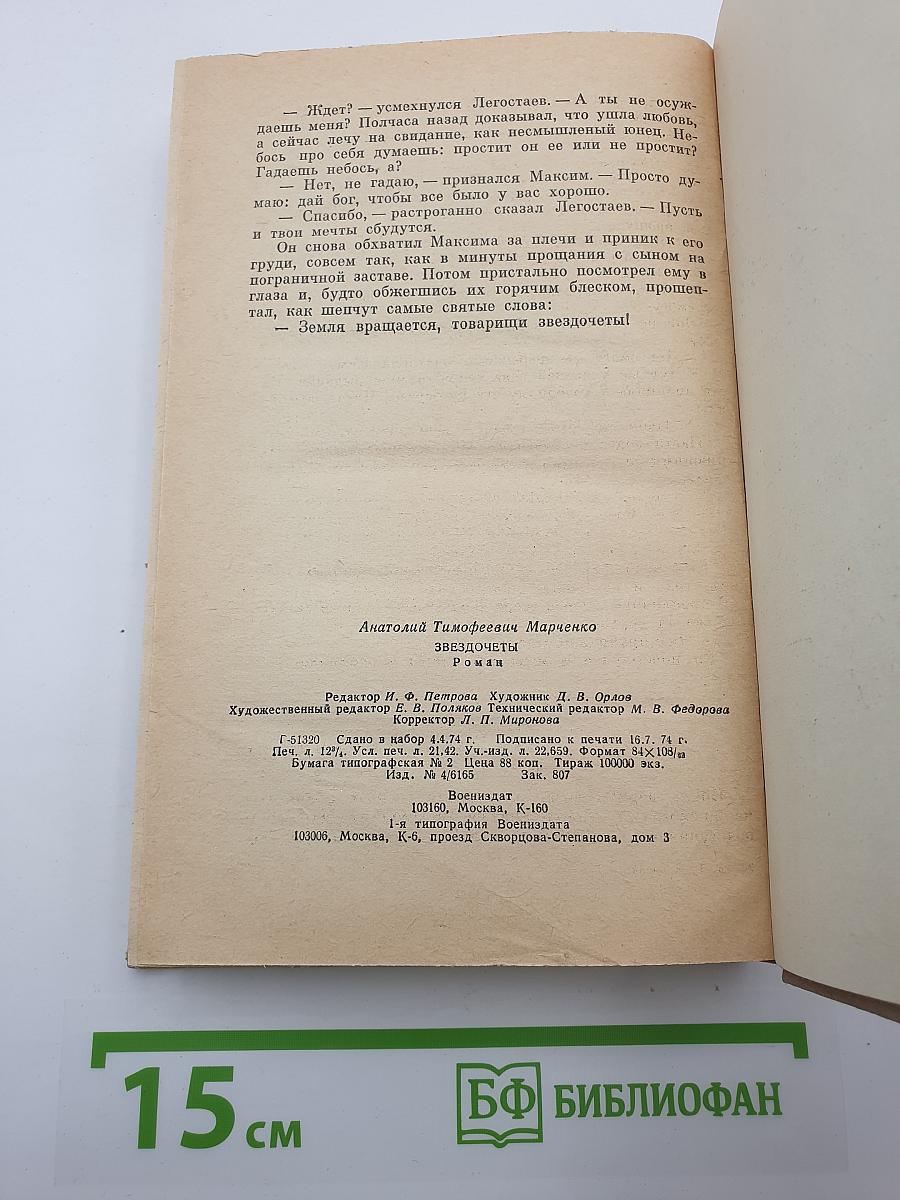 — Ждет? — усмехнулся Легостаев. — А ты не осуж-
даешь меня? Полчаса назад доказывал, что ушла любовь,
а сейчас лечу на свидание, как несмышленый юнец. Не-
бось про себя думаешь: простит он ее или не простит?
Гадаешь небось, а?
— Нет, не гадаю, — признался Максим. — Просто ду-
маю: дай бог, чтобы все было у вас хорошо.
— Спасибо, — растроганно сказал Легостаев. — Пусть
и твои мечты сбудутся.
Он снова обхватил Максима за плечи и приник к его
груди, совсем так, как в минуты прощания с сыном на
пограничной заставе. Потом пристально посмотрел ему в
глаза и, будто обжегшись их горячим блеском, прошеп-
тал, как шепчут самые святые слова:
— Земля вращается, товарищи звездочеты!
Анатолий Тимофеевич Марченко
ЗВЕЗДОЧЕТЫ
Роман
Редактор И. Ф. Петрова Художник Д. В. Орлов
Художественный редактор Е. В. Поляков Технический редактор М. В. Федорова
Корректор Л. П. Миронова
Г-51320 Сдано в набор 4.4.74 г. Подписано к печати 16.7. 74 г.
Печ. л. 12³/₄. Усл. печ. л. 21,42. Уч.-изд. л. 22,659. Формат 84×108/₃₂
Бумага типографская № 2 Цена 88 коп. Тираж 100000 экз.
Изд. № 4/6165 Зак. 807
Воениздат
103160, Москва, К-160
1-я типография Воениздата
103006, Москва, К-6, проезд Скворцова-Степанова, дом 3
15 см
БФ БИБЛИОФАН